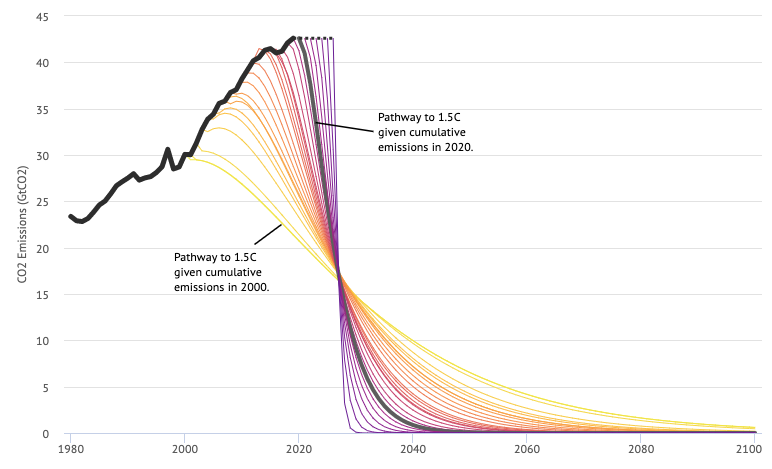 45
40
35
30
25
20
15
10
5
0
CO2 Emissions (GtCO2)
Pathway to 1.5C
given cumulative
emissions in 2020.
Pathway to 1.5C
given cumulative
emissions in 2000.
1980
2000
2020
2040
2060
2080
2100